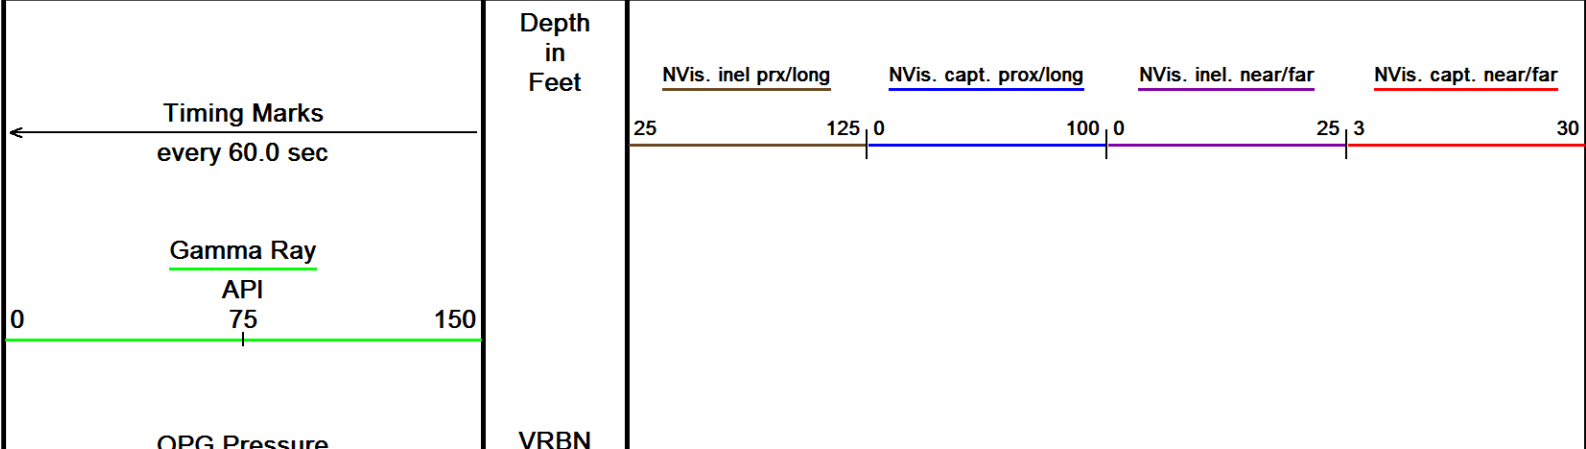 Timing Marks
every 60.0 sec
Gamma Ray
API
0 75 150
QPG Pressure
Depth
in
Feet
VRBN
NVis. inel prx/long NVis. capt. prox/long NVis. inel. near/far NVis. capt. near/far
25 125 0 100 0 25 3 30